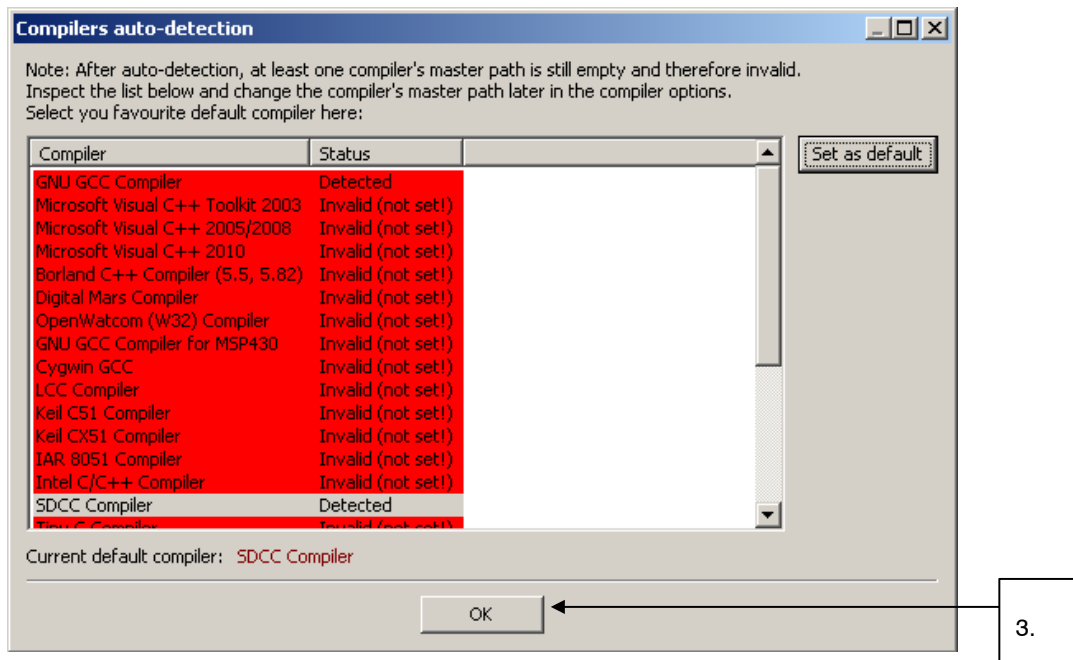 Compilers auto-detection
Note: After auto-detection, at least one compiler's master path is still empty and therefore invalid.
Inspect the list below and change the compiler's master path later in the compiler options.
Select you favourite default compiler here:
Compiler Status
Set as default
GNU GCC Compiler Detected
Microsoft Visual C++ Toolkit 2003 Invalid (not set!)
Microsoft Visual C++ 2005/2008 Invalid (not set!)
Microsoft Visual C++ 2010 Invalid (not set!)
Borland C++ Compiler (5.5, 5.82) Invalid (not set!)
Digital Mars Compiler Invalid (not set!)
OpenWatcom (W32) Compiler Invalid (not set!)
GNU GCC Compiler for MSP430 Invalid (not set!)
Cygwin GCC Invalid (not set!)
LCC Compiler Invalid (not set!)
Keil C51 Compiler Invalid (not set!)
Keil CX51 Compiler Invalid (not set!)
IAR 8051 Compiler Invalid (not set!)
Intel C/C++ Compiler Invalid (not set!)
SDCC Compiler Detected
Tiny C Compiler Invalid (not set!)
Current default compiler: SDCC Compiler
OK
3.